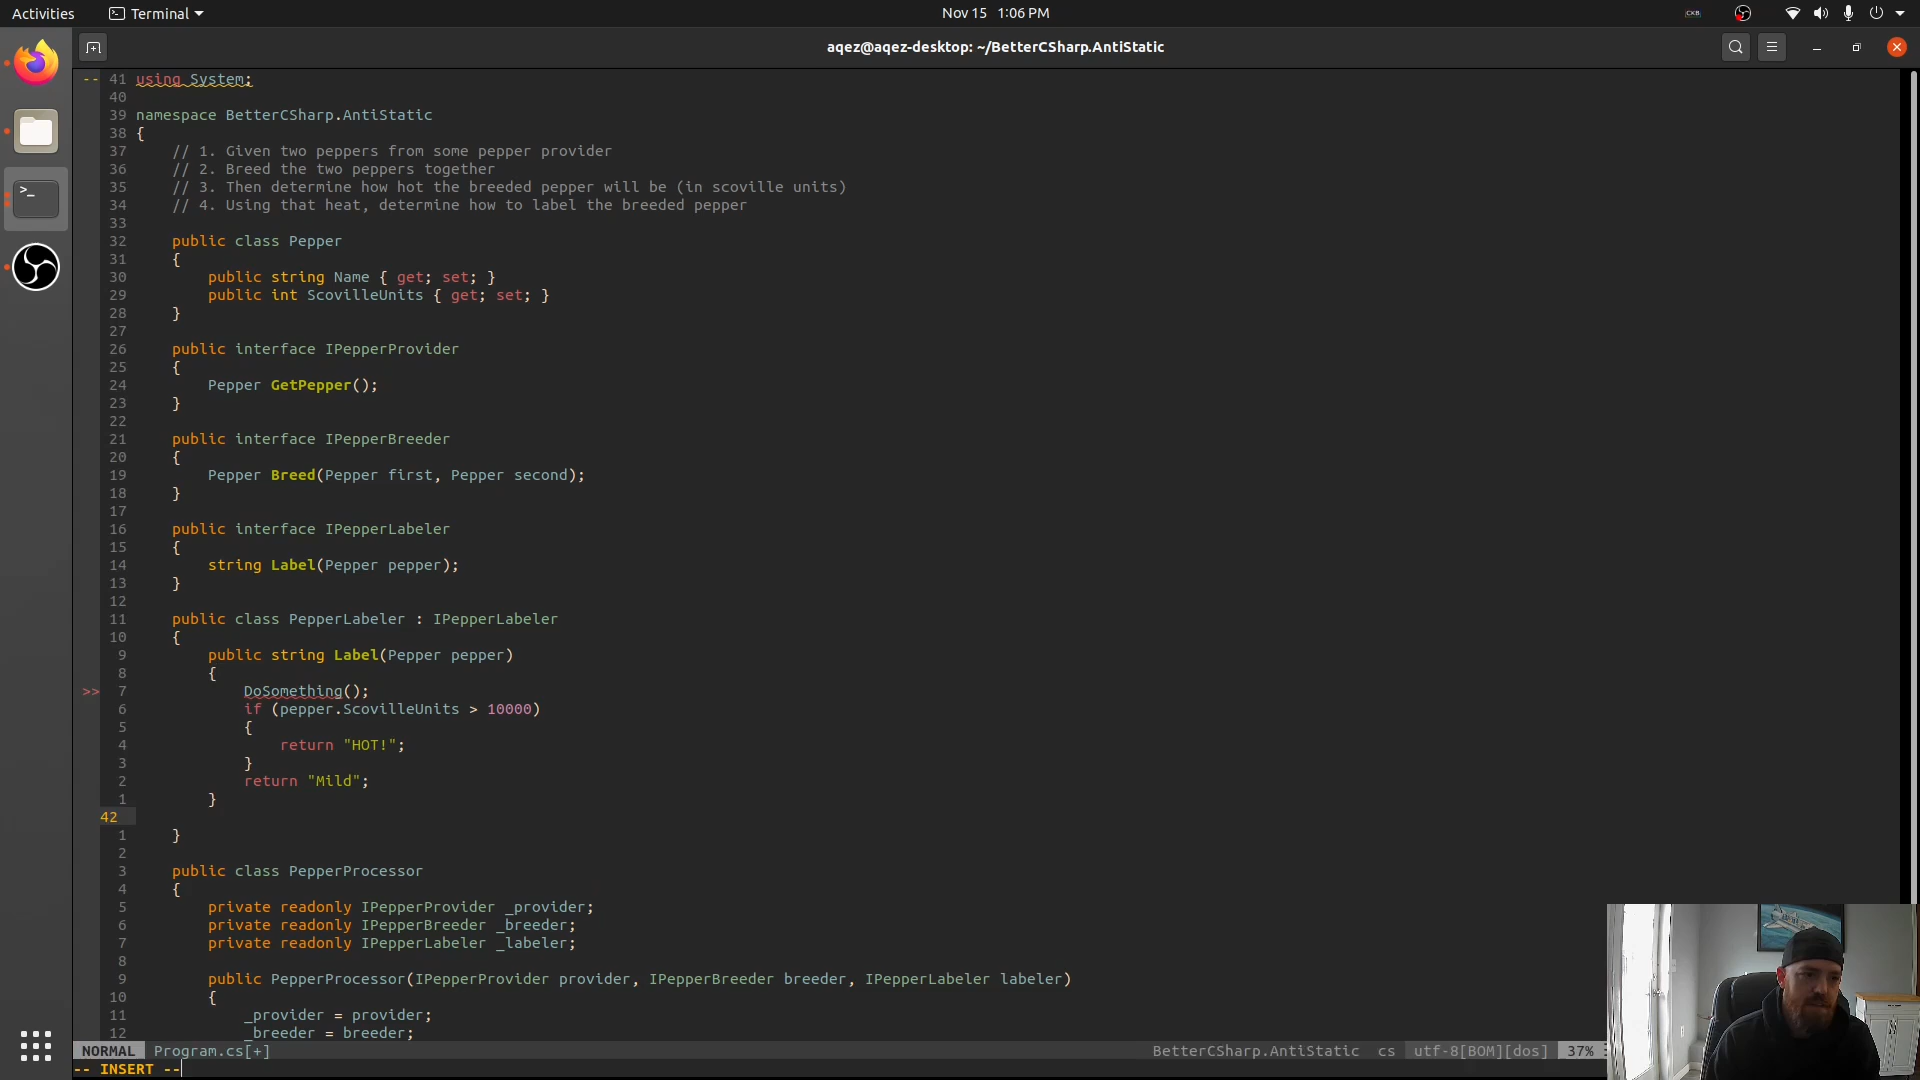 Activities
Terminal
Nov 15 1:06 PM
aqez@aqez-desktop: ~/BetterCSharp.AntiStatic
-- 41 using System;
40
39 namespace BetterCSharp.AntiStatic
38 {
37 // 1. Given two peppers from some pepper provider
36 // 2. Breed the two peppers together
35 // 3. Then determine how hot the breeded pepper will be (in scoville units)
34 // 4. Using that heat, determine how to label the breeded pepper
33
32 public class Pepper
31 {
30 public string Name { get; set; }
29 public int ScovilleUnits { get; set; }
28 }
27
26 public interface IPepperProvider
25 {
24 Pepper GetPepper();
23 }
22
21 public interface IPepperBreeder
20 {
19 Pepper Breed(Pepper first, Pepper second);
18 }
17
16 public interface IPepperLabeler
15 {
14 string Label(Pepper pepper);
13 }
12
11 public class PepperLabeler : IPepperLabeler
10 {
9 public string Label(Pepper pepper)
8 {
>> 7 DoSomething();
6 if (pepper.ScovilleUnits > 10000)
5 {
4 return "HOT!";
3 }
2 return "Mild";
1 }
42
1 }
2
3 public class PepperProcessor
4 {
5 private readonly IPepperProvider _provider;
6 private readonly IPepperBreeder _breeder;
7 private readonly IPepperLabeler _labeler;
8
9 public PepperProcessor(IPepperProvider provider, IPepperBreeder breeder, IPepperLabeler labeler)
10 {
11 _provider = provider;
12 _breeder = breeder;
NORMAL Program.cs[+] BetterCSharp.AntiStatic cs utf-8[BOM][dos] 37%
-- INSERT --